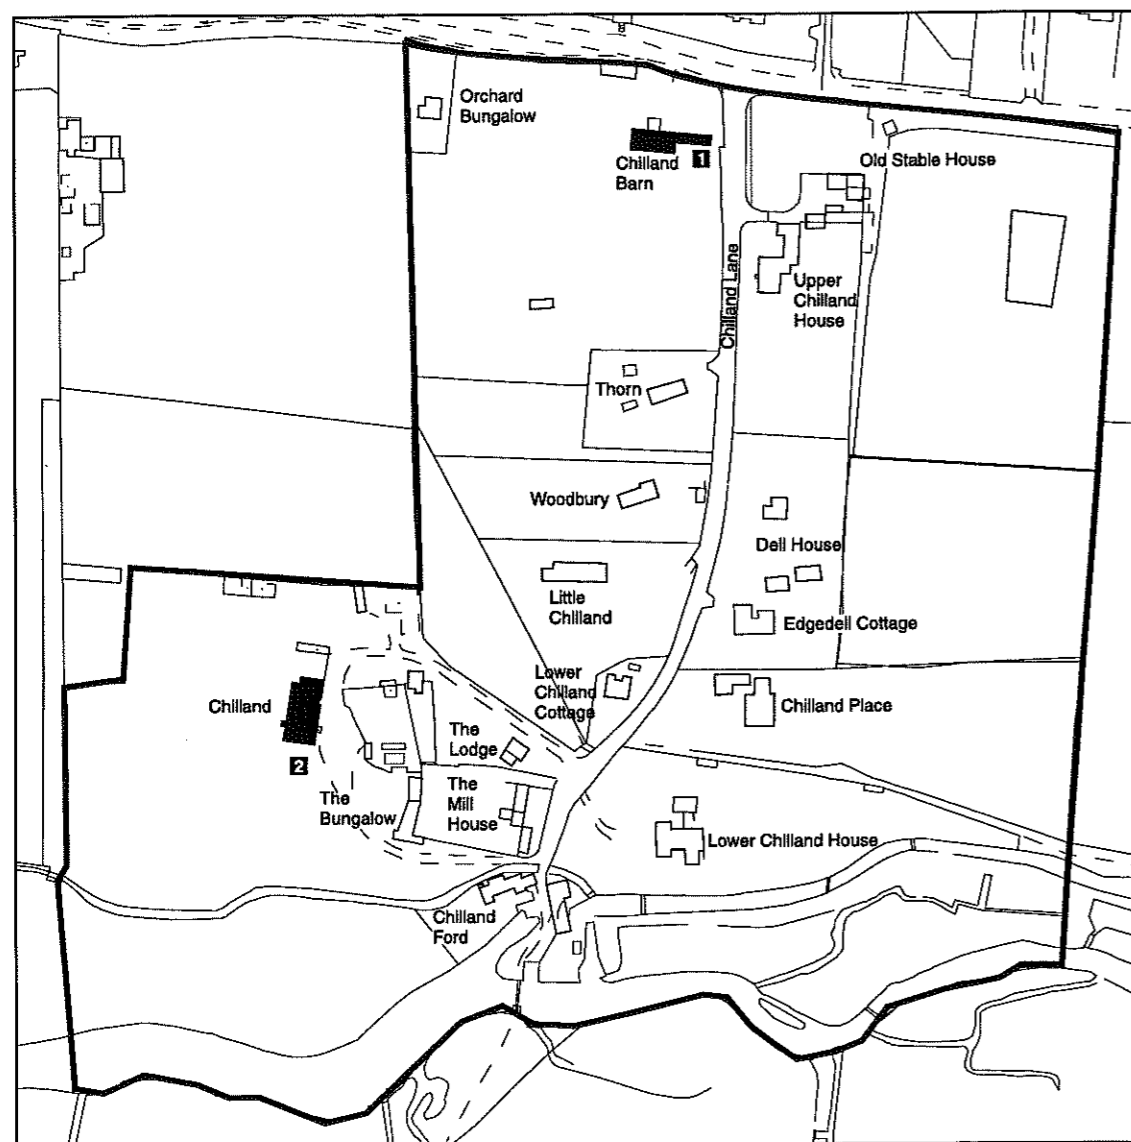 Orchard
Bungalow
Chilland
Barn
1
Old Stable House
Chilland Lane
Upper
Chilland
House
Thorn
Woodbury
Dell House
Little
Chilland
Edgedell Cottage
Lower
Chilland
Cottage
Chilland
Chilland Place
The
Lodge
2
The
Bungalow
The
Mill
House
Lower Chilland House
Chilland
Ford